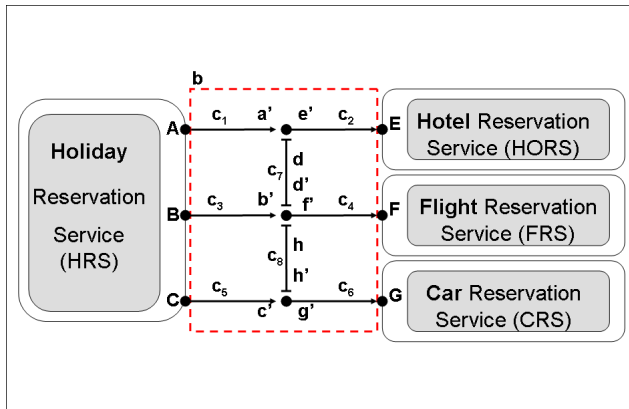 b
A c₁ a' e' c₂ E
Hotel Reservation
Service (HORS)
Holiday
Reservation
Service
(HRS)
c₇ d
d'
B c₃ b' f' c₄ F
Flight Reservation
Service (FRS)
c₈ h
h'
C c₅ c' g' c₆ G
Car Reservation
Service (CRS)